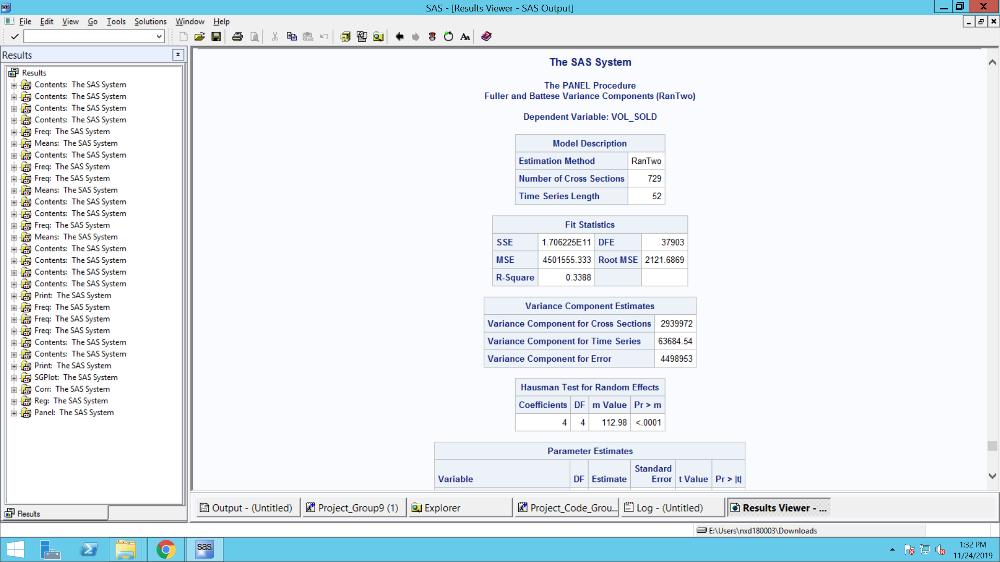 sas
SAS - [Results Viewer - SAS Output]
File Edit View Go Tools Solutions Window Help
Results
Results
Contents: The SAS System
Contents: The SAS System
Contents: The SAS System
Contents: The SAS System
Freq: The SAS System
Means: The SAS System
Contents: The SAS System
Freq: The SAS System
Freq: The SAS System
Means: The SAS System
Contents: The SAS System
Contents: The SAS System
Freq: The SAS System
Means: The SAS System
Contents: The SAS System
Contents: The SAS System
Contents: The SAS System
Contents: The SAS System
Print: The SAS System
Freq: The SAS System
Freq: The SAS System
Freq: The SAS System
Contents: The SAS System
Contents: The SAS System
Print: The SAS System
SGPlot: The SAS System
Corr: The SAS System
Reg: The SAS System
Panel: The SAS System
Results
The SAS System
The PANEL Procedure
Fuller and Battese Variance Components (RanTwo)
Dependent Variable: VOL_SOLD
Model Description
Estimation Method RanTwo
Number of Cross Sections 729
Time Series Length 52
Fit Statistics
SSE 1.706225E11 DFE 37903
MSE 4501555.333 Root MSE 2121.6869
R-Square 0.3388
Variance Component Estimates
Variance Component for Cross Sections 2939972
Variance Component for Time Series 63684.54
Variance Component for Error 4498953
Hausman Test for Random Effects
Coefficients DF m Value Pr > m
4 4 112.98 <.0001
Parameter Estimates
Variable DF Estimate Standard Error t Value Pr > |t|
Output - (Untitled) Project_Group9 (1) Explorer Project_Code_Grou... Log - (Untitled) Results Viewer - ...
E:\Users\nxd180003\Downloads
sas
1:32 PM
11/24/2019